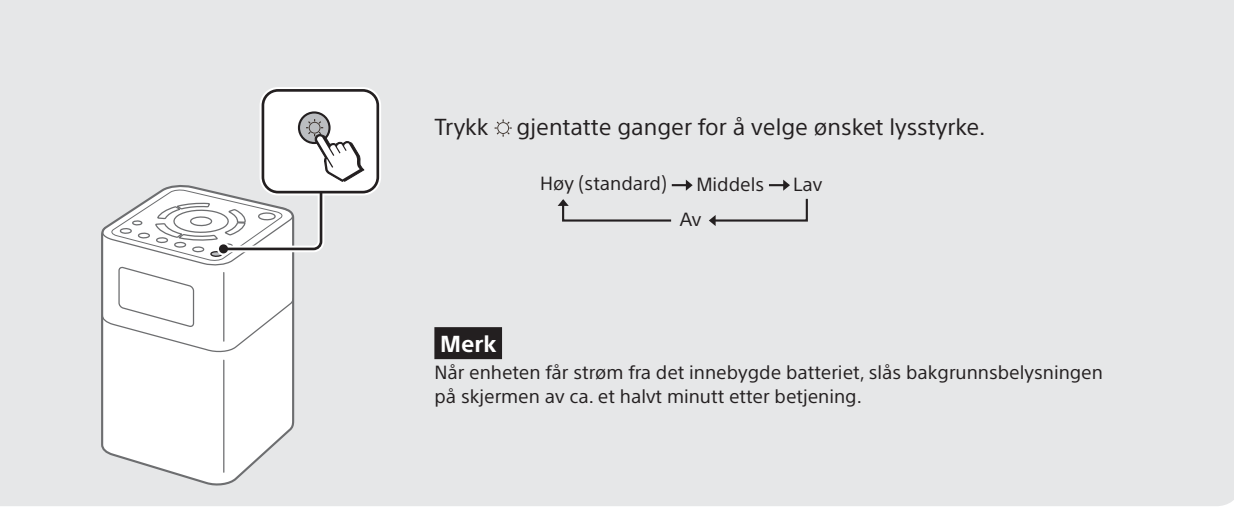 Trykk ☼ gjentatte ganger for å velge ønsket lysstyrke.
Høy (standard) → Middels → Lav
Av
Merk
Når enheten får strøm fra det innebygde batteriet, slås bakgrunnsbelysningen
på skjermen av ca. et halvt minutt etter betjening.